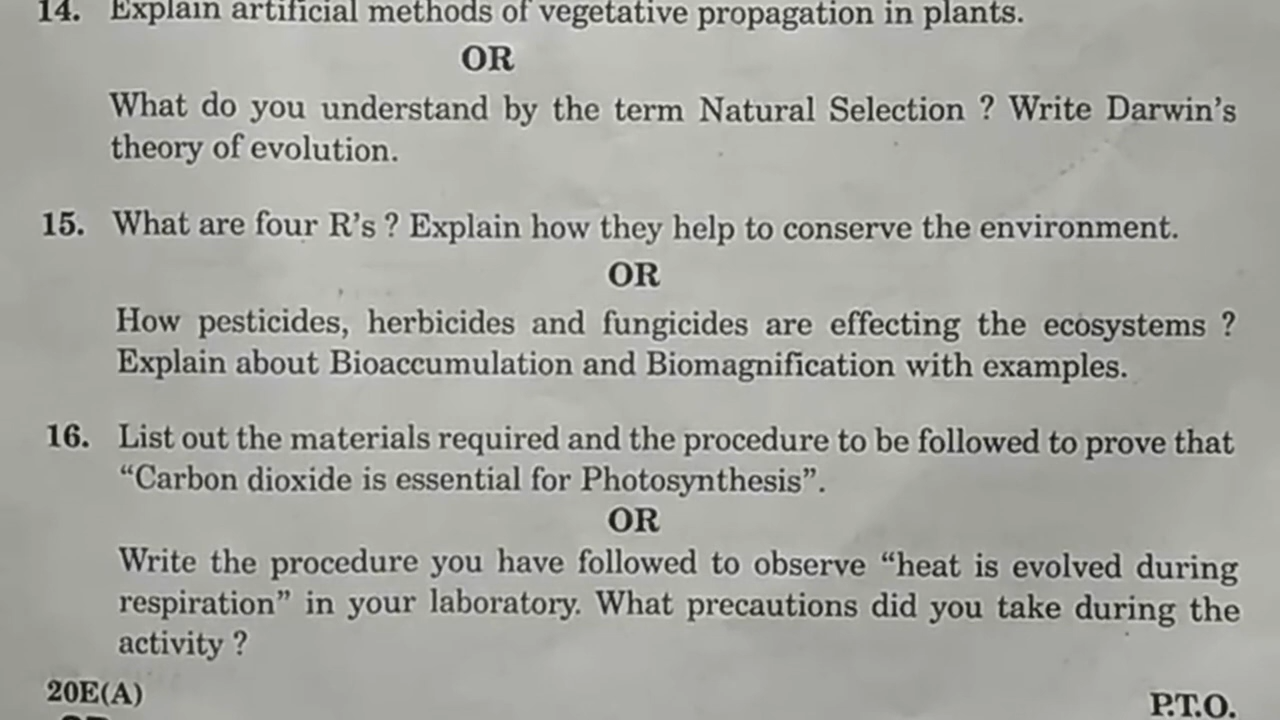 14. Explain artificial methods of vegetative propagation in plants.
OR
What do you understand by the term Natural Selection ? Write Darwin's
theory of evolution.
15. What are four R's ? Explain how they help to conserve the environment.
OR
How pesticides, herbicides and fungicides are effecting the ecosystems ?
Explain about Bioaccumulation and Biomagnification with examples.
16. List out the materials required and the procedure to be followed to prove that
“Carbon dioxide is essential for Photosynthesis”.
OR
Write the procedure you have followed to observe “heat is evolved during
respiration” in your laboratory. What precautions did you take during the
activity ?
20E(A)
P.T.O.